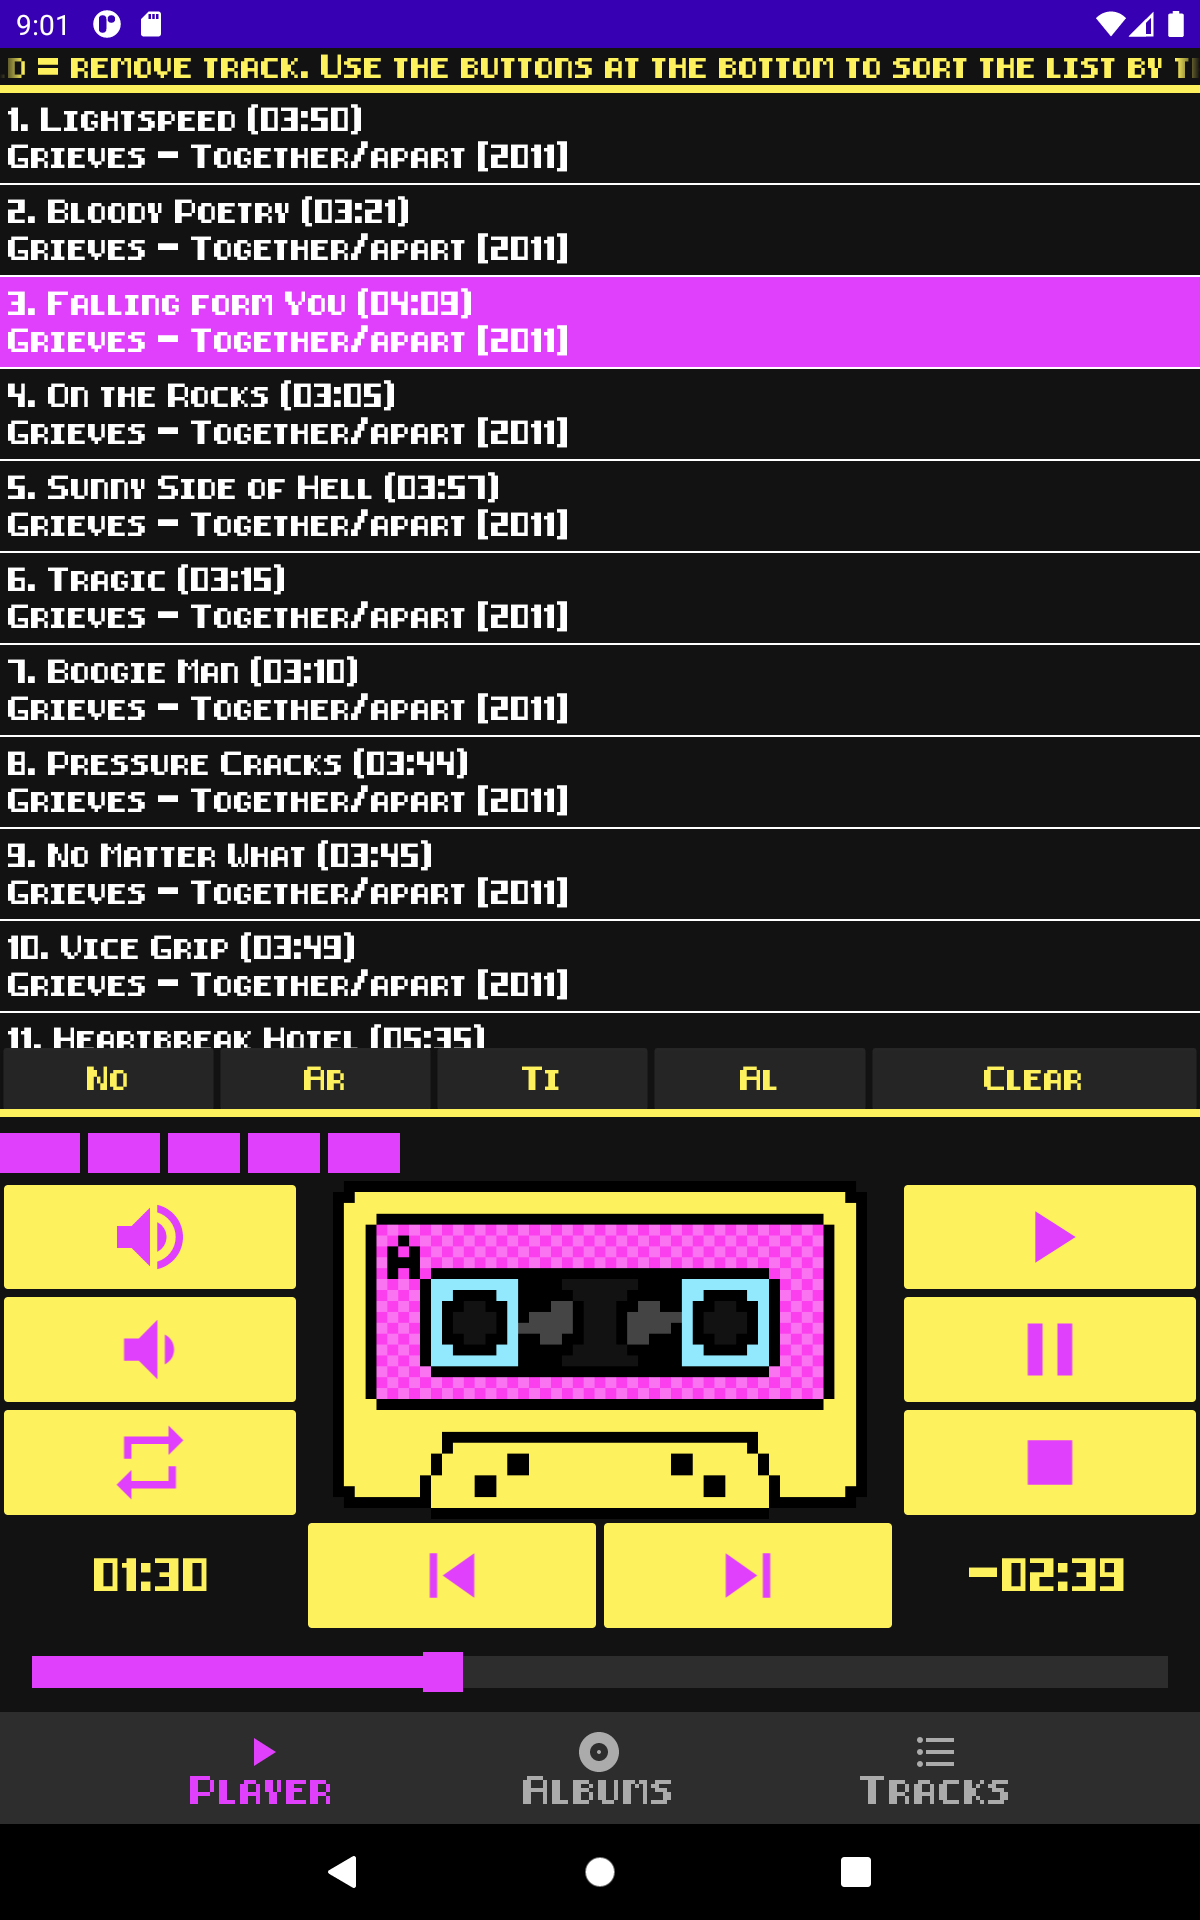 9:01
= remove track. Use the buttons at the bottom to sort the list by
1. Lightspeed (03:50)
Grieves - Together/apart [2011]
2. Bloody Poetry (03:21)
Grieves - Together/apart [2011]
3. Falling form You (04:09)
Grieves - Together/apart [2011]
4. On the Rocks (03:05)
Grieves - Together/apart [2011]
5. Sunny Side of Hell (03:57)
Grieves - Together/apart [2011]
6. Tragic (03:15)
Grieves - Together/apart [2011]
7. Boogie Man (03:10)
Grieves - Together/apart [2011]
8. Pressure Cracks (03:44)
Grieves - Together/apart [2011]
9. No Matter What (03:45)
Grieves - Together/apart [2011]
10. Vice Grip (03:49)
Grieves - Together/apart [2011]
11. Heartbreak Hotel (05:35)
No Ar Ti Al Clear
A
01:30 -02:39
Player Albums Tracks